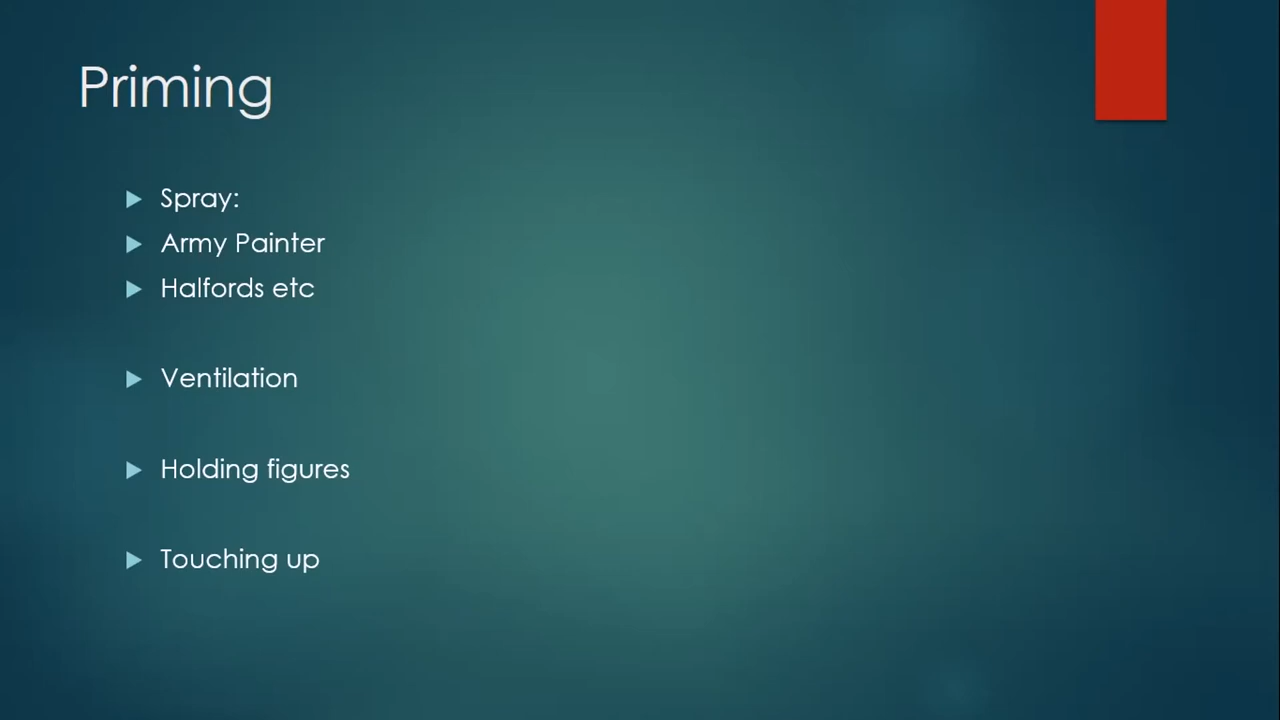 Priming
Spray:
Army Painter
Halfords etc
Ventilation
Holding figures
Touching up